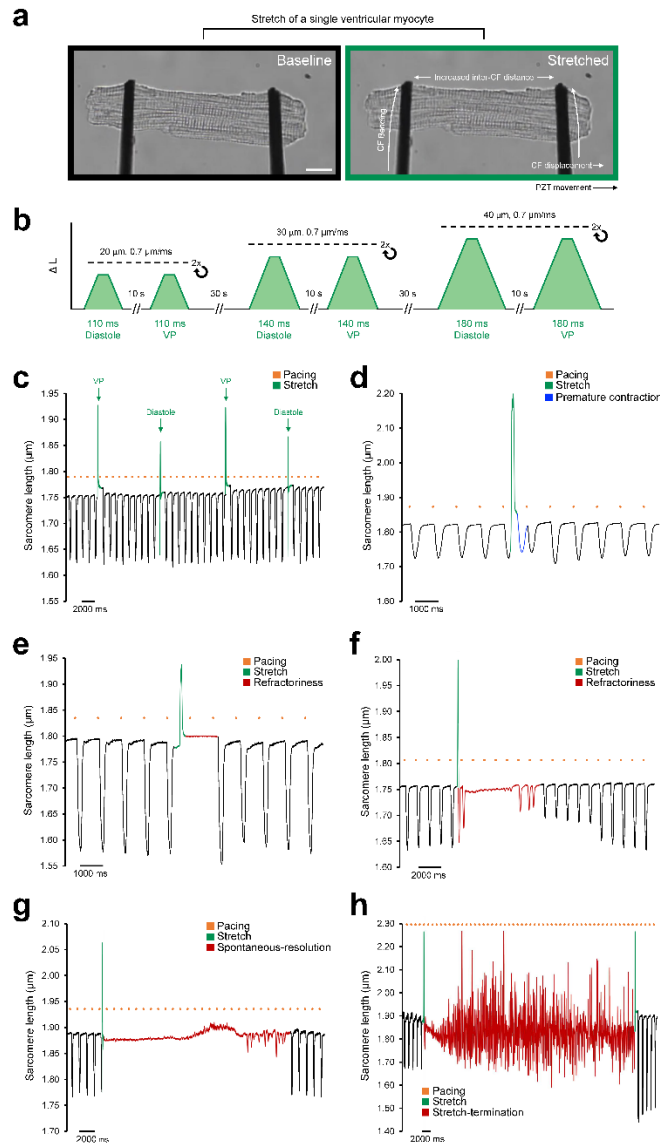 a
Stretch of a single ventricular myocyte
Baseline
Stretched
Increased inter-CF distance
CF Bending
CF displacement
PZT movement
b
Δ L
20 μm, 0.7 μm/ms
2x
30 μm, 0.7 μm/ms
2x
40 μm, 0.7 μm/ms
2x
10 s
30 s
10 s
30 s
10 s
110 ms
Diastole
110 ms
VP
140 ms
Diastole
140 ms
VP
180 ms
Diastole
180 ms
VP
c
Pacing
Stretch
VP
Diastole
VP
Diastole
Sarcomere length (μm)
1.95
1.90
1.85
1.80
1.75
1.70
1.65
1.60
1.55
2000 ms
d
Pacing
Stretch
Premature contraction
Sarcomere length (μm)
2.20
2.10
2.00
1.90
1.80
1.70
1.60
1000 ms
e
Pacing
Stretch
Refractoriness
Sarcomere length (μm)
1.95
1.90
1.85
1.80
1.75
1.70
1.65
1.60
1.55
1000 ms
f
Pacing
Stretch
Refractoriness
Sarcomere length (μm)
2.00
1.95
1.90
1.85
1.80
1.75
1.70
1.65
1.60
2000 ms
g
Pacing
Stretch
Spontaneous-resolution
Sarcomere length (μm)
2.10
2.05
2.00
1.95
1.90
1.85
1.80
1.75
1.70
2000 ms
h
Sarcomere length (μm)
2.30
2.20
2.10
2.00
1.90
1.80
1.70
1.60
1.50
1.40
Pacing
Stretch
Stretch-termination
2000 ms